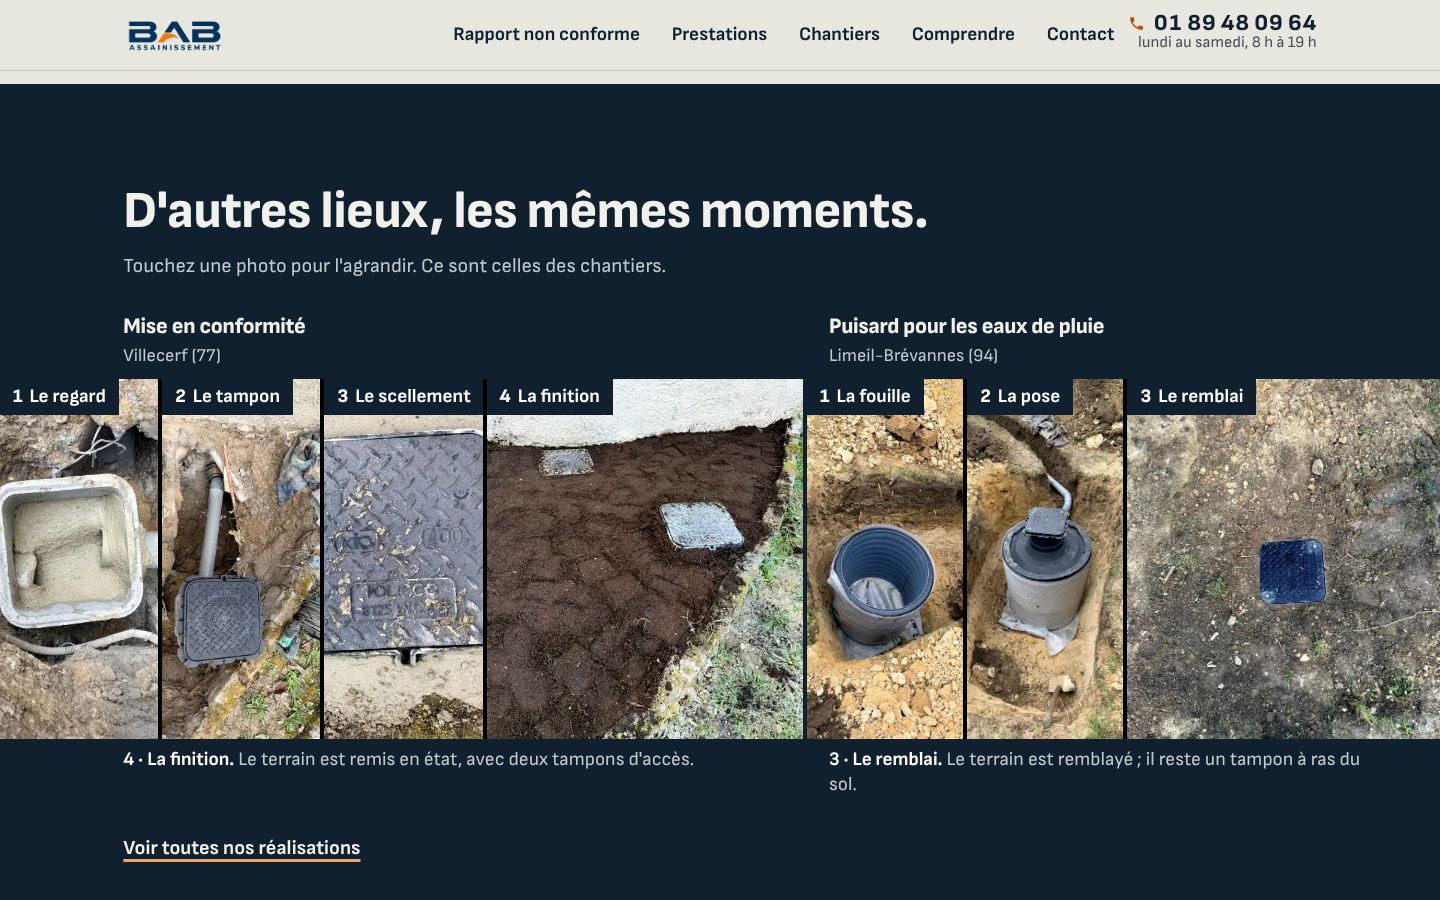 BAB
ASSAINISSEMENT
Rapport non conforme
Prestations
Chantiers
Comprendre
Contact
01 89 48 09 64
lundi au samedi, 8 h à 19 h
D'autres lieux, les mêmes moments.
Touchez une photo pour l'agrandir. Ce sont celles des chantiers.
Mise en conformité
Villecerf (77)
1 Le regard
2 Le tampon
3 Le scellement
4 La finition
4 · La finition. Le terrain est remis en état, avec deux tampons d'accès.
Puisard pour les eaux de pluie
Limeil-Brévannes (94)
1 La fouille
2 La pose
3 Le remblai
3 · Le remblai. Le terrain est remblayé ; il reste un tampon à ras du
sol.
Voir toutes nos réalisations